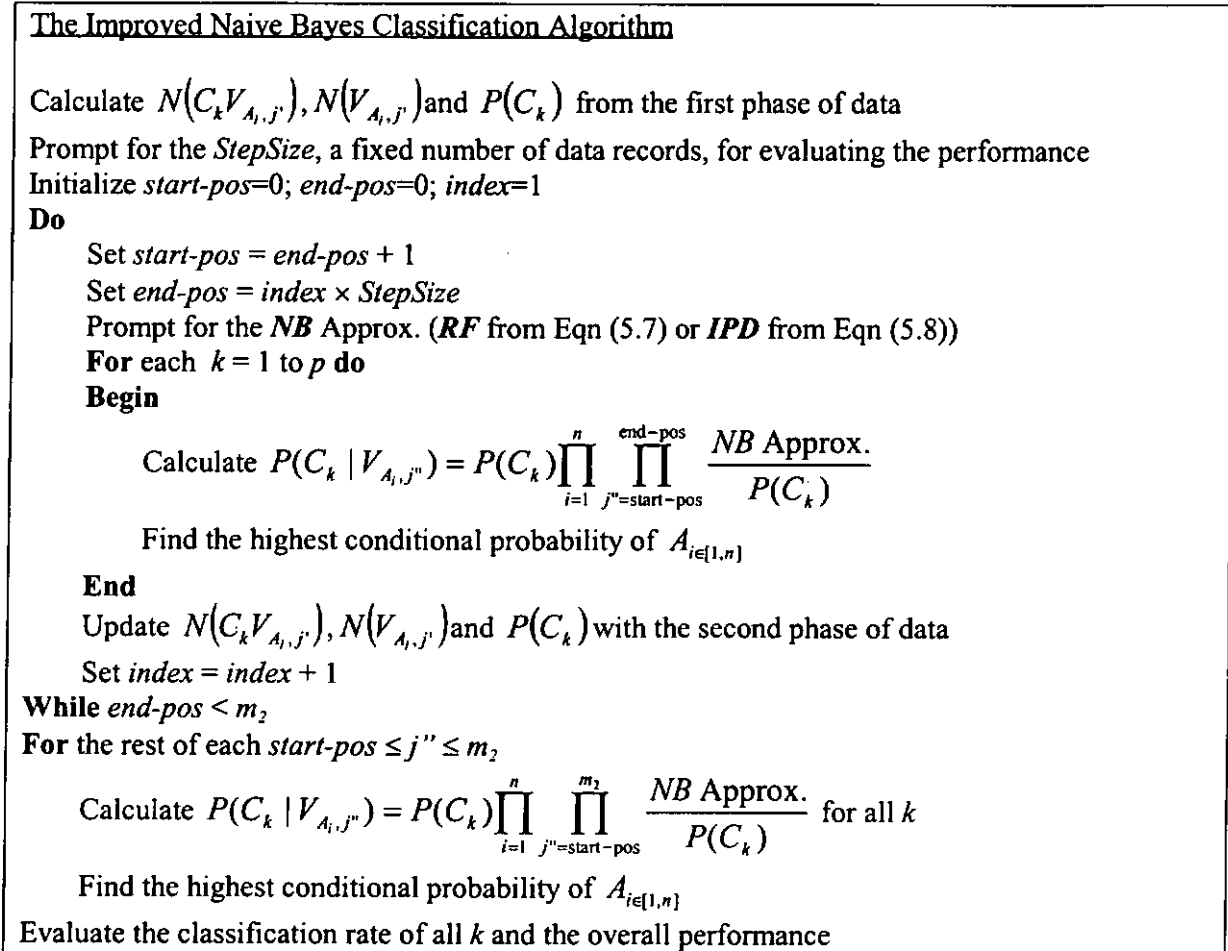 The Improved Naive Bayes Classification Algorithm
Calculate N(C_k V_{A_i,j'}), N(V_{A_i,j'}) and P(C_k) from the first phase of data
Prompt for the StepSize, a fixed number of data records, for evaluating the performance
Initialize start-pos=0; end-pos=0; index=1
Do
Set start-pos = end-pos + 1
Set end-pos = index × StepSize
Prompt for the NB Approx. (RF from Eqn (5.7) or IPD from Eqn (5.8))
For each k = 1 to p do
Begin
Calculate P(C_k | V_{A_i,j''}) = P(C_k) ∏_{i=1}^{n} ∏_{j''=start-pos}^{end-pos} NB Approx. / P(C_k)
Find the highest conditional probability of A_{i∈[1,n]}
End
Update N(C_k V_{A_i,j'}), N(V_{A_i,j'}) and P(C_k) with the second phase of data
Set index = index + 1
While end-pos < m_2
For the rest of each start-pos ≤ j'' ≤ m_2
Calculate P(C_k | V_{A_i,j''}) = P(C_k) ∏_{i=1}^{n} ∏_{j''=start-pos}^{m_2} NB Approx. / P(C_k) for all k
Find the highest conditional probability of A_{i∈[1,n]}
Evaluate the classification rate of all k and the overall performance